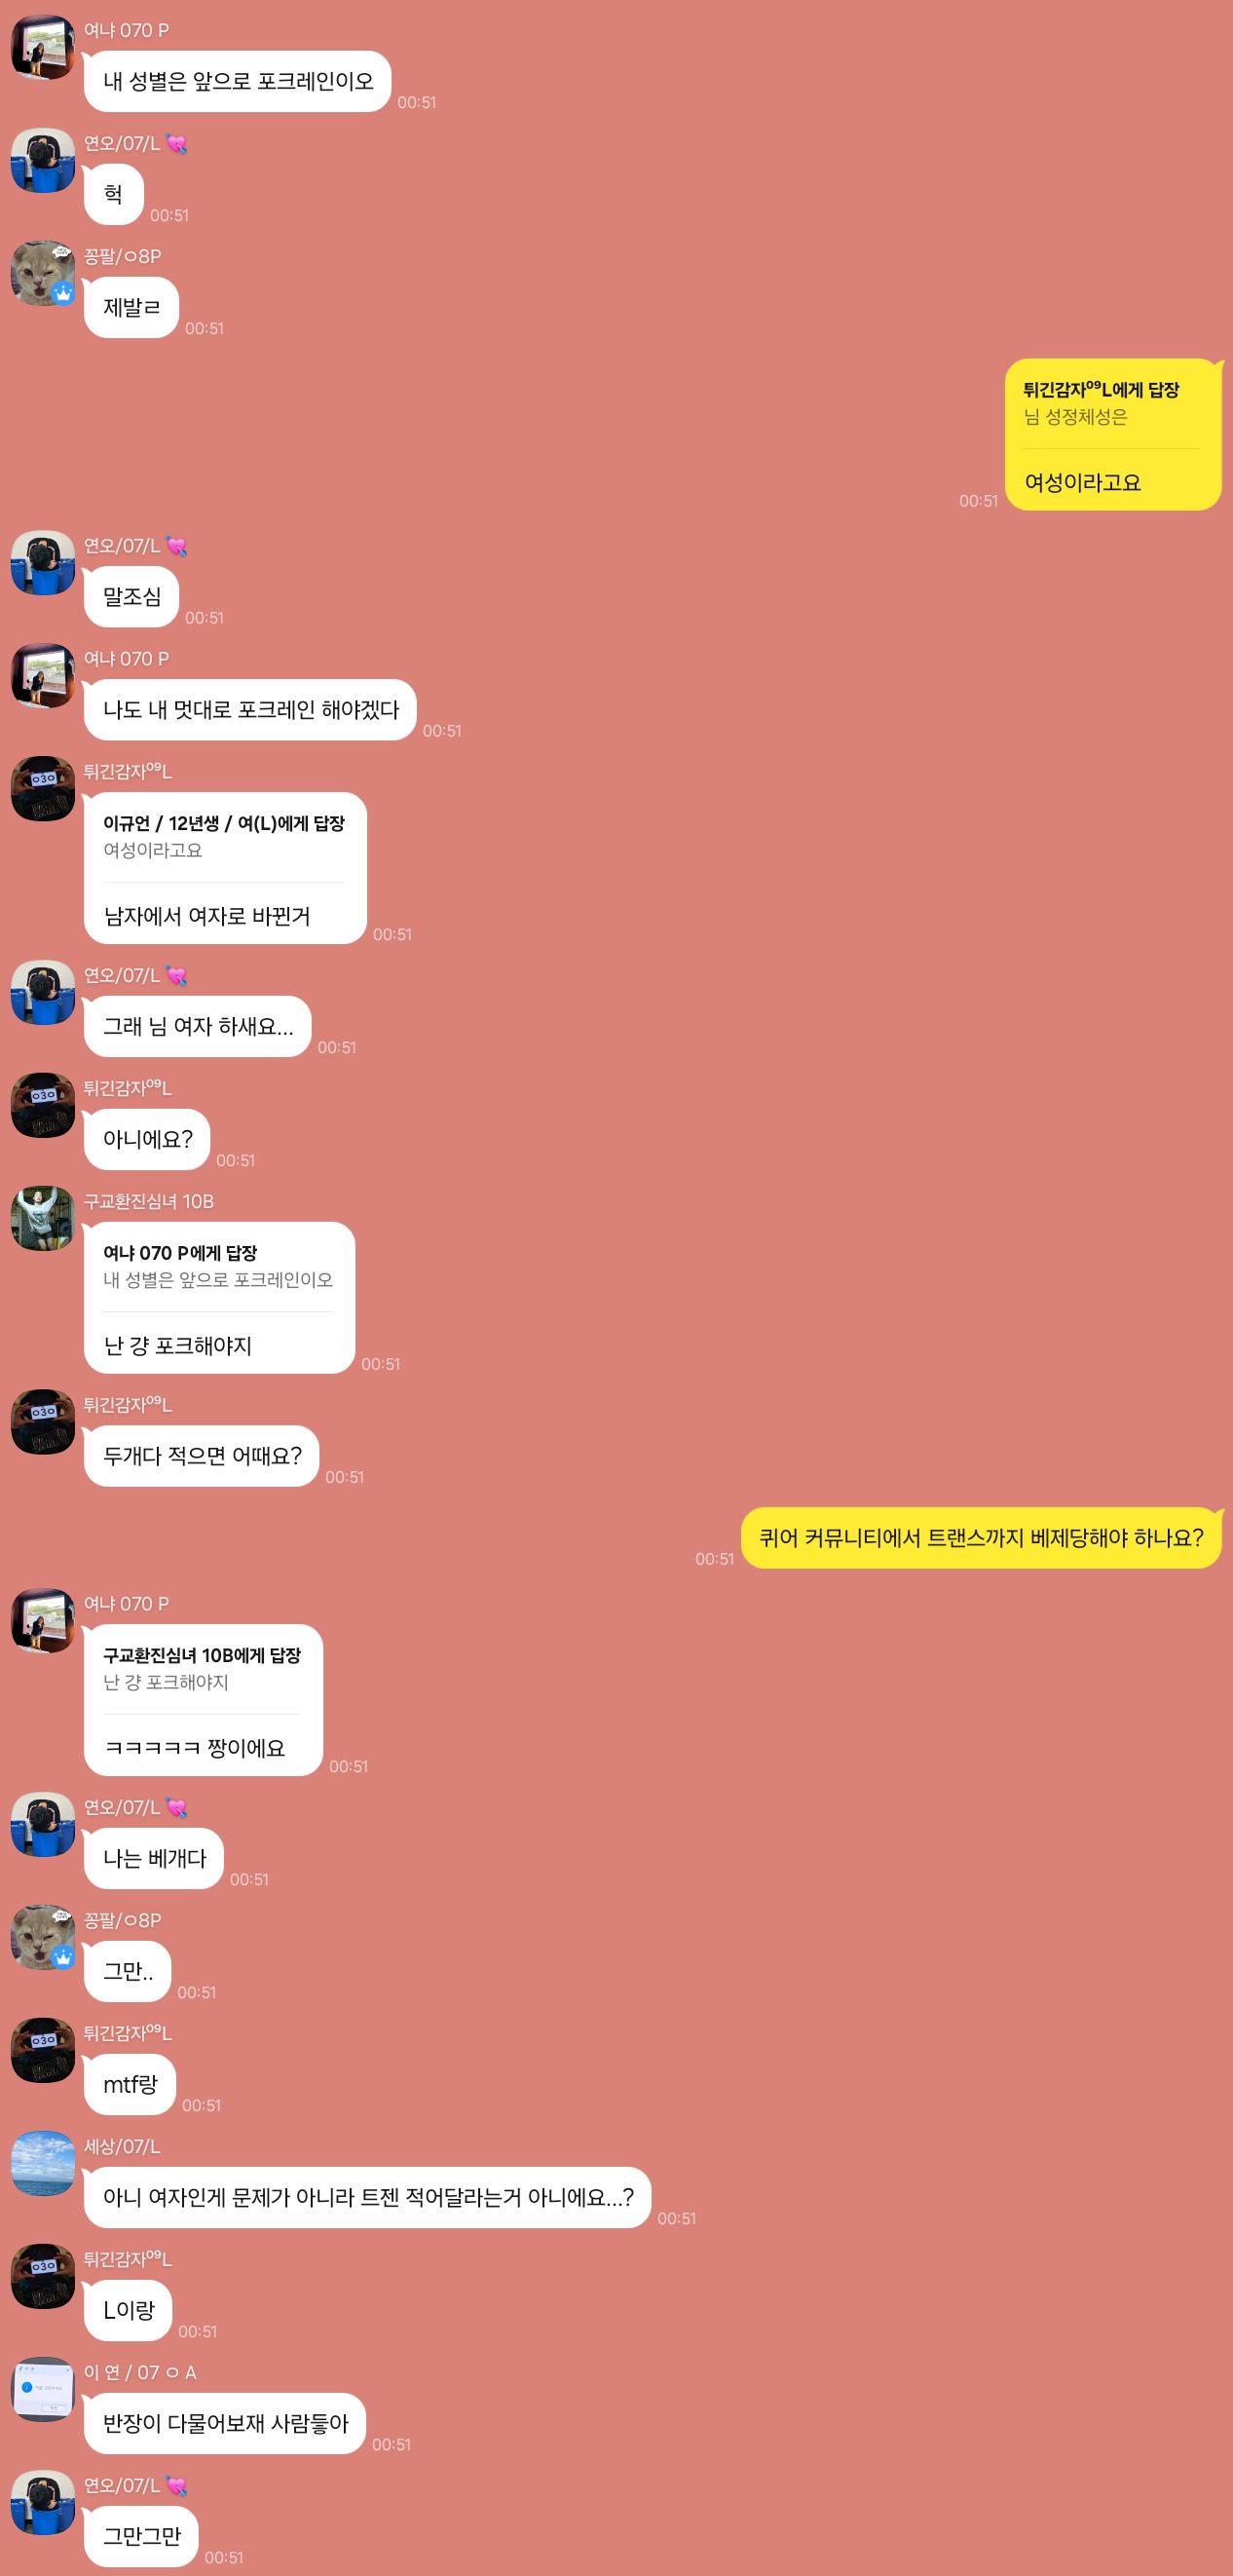 여냐 070 P
내 성별은 앞으로 포크레인이오
00:51
연오/07/L 💘
헉
00:51
꽁팔/ㅇ8P
제발ㄹ
00:51
튀긴감자⁰⁹L에게 답장
님 성정체성은
여성이라고요
00:51
연오/07/L 💘
말조심
00:51
여냐 070 P
나도 내 멋대로 포크레인 해야겠다
00:51
튀긴감자⁰⁹L
이규언 / 12년생 / 여(L)에게 답장
여성이라고요
남자에서 여자로 바뀐거
00:51
연오/07/L 💘
그래 님 여자 하새요...
00:51
튀긴감자⁰⁹L
아니에요?
00:51
구교환진심녀 10B
여냐 070 P에게 답장
내 성별은 앞으로 포크레인이오
난 걍 포크해야지
00:51
튀긴감자⁰⁹L
두개다 적으면 어때요?
00:51
퀴어 커뮤니티에서 트랜스까지 베제당해야 하나요?
00:51
여냐 070 P
구교환진심녀 10B에게 답장
난 걍 포크해야지
ㅋㅋㅋㅋㅋ 짱이에요
00:51
연오/07/L 💘
나는 베개다
00:51
꽁팔/ㅇ8P
그만..
00:51
튀긴감자⁰⁹L
mtf랑
00:51
세상/07/L
아니 여자인게 문제가 아니라 트젠 적어달라는거 아니에요...?
00:51
튀긴감자⁰⁹L
L이랑
00:51
이 연 / 07 ㅇ A
반장이 다물어보재 사람들아
00:51
연오/07/L 💘
그만그만
00:51